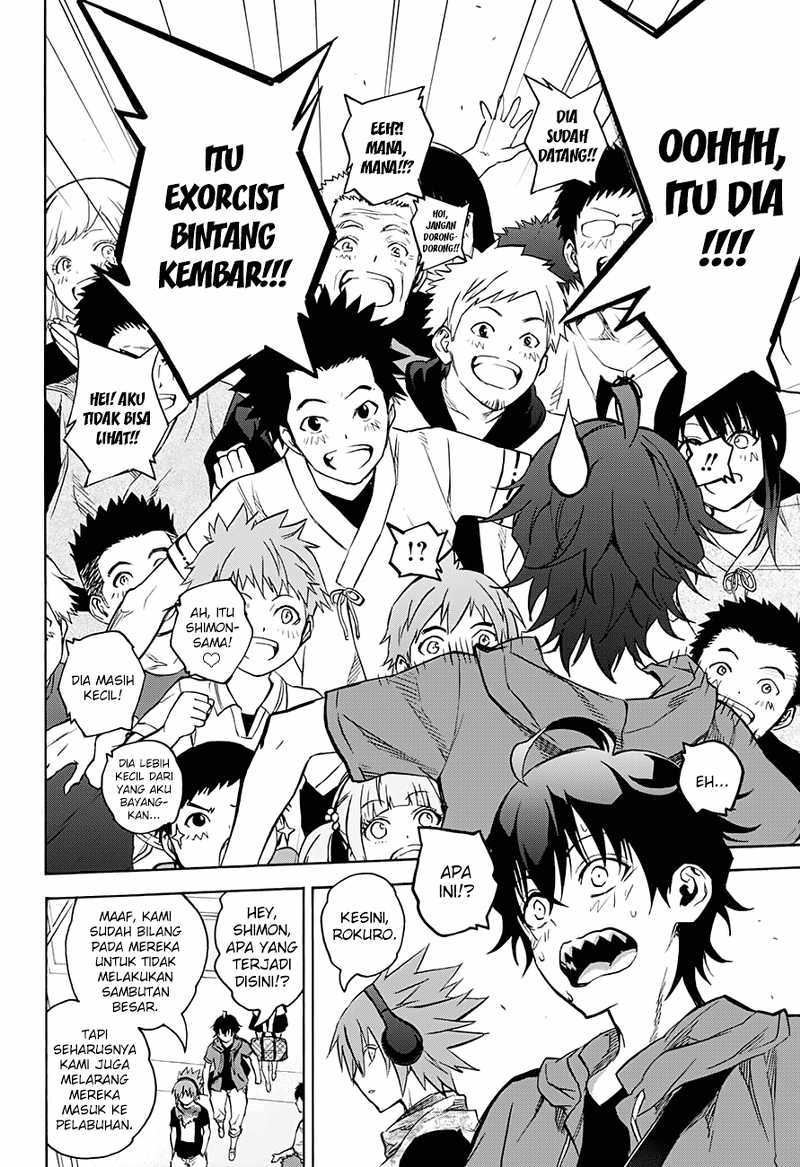 OOHHH,
ITU DIA
!!!!
DIA
SUDAH
DATANG!!
EEH?!
MANA,
MANA!!?
HOI,
JANGAN
DORONG-
DORONG!!
ITU
EXORCIST
BINTANG
KEMBAR!!!
HEI! AKU
TIDAK BISA
LIHAT!!
!!
!?
AH, ITU
SHIMON-
SAMA!
♡
DIA MASIH
KECIL!
DIA LEBIH
KECIL DARI
YANG AKU
BAYANG-
KAN...
EH...
APA
INI!?
KESINI,
ROKURO.
HEY,
SHIMON,
APA YANG
TERJADI
DISINI!?
MAAF, KAMI
SUDAH BILANG
PADA MEREKA
UNTUK TIDAK
MELAKUKAN
SAMBUTAN
BESAR.
TAPI
SEHARUSNYA
KAMI JUGA
MELARANG
MEREKA
MASUK KE
PELABUHAN.